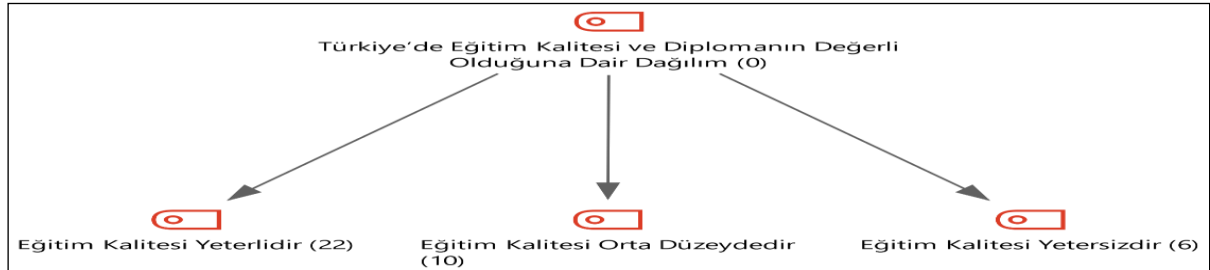 Türkiye'de Eğitim Kalitesi ve Diplomanın Değerli
Olduğuna Dair Dağılım (0)
Eğitim Kalitesi Yeterlidir (22)
Eğitim Kalitesi Orta Düzeydedir
(10)
Eğitim Kalitesi Yetersizdir (6)